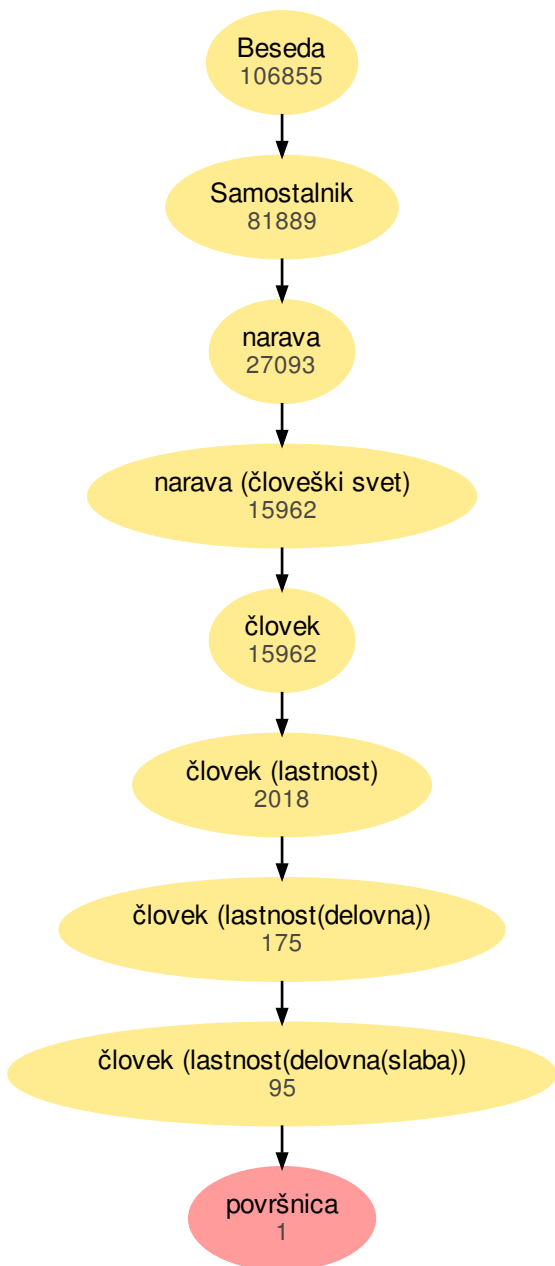 Beseda
106855
Samostalnik
81889
narava
27093
narava (človeški svet)
15962
človek
15962
človek (lastnost)
2018
človek (lastnost(delovna))
175
človek (lastnost(delovna(slaba))
95
površnica
1